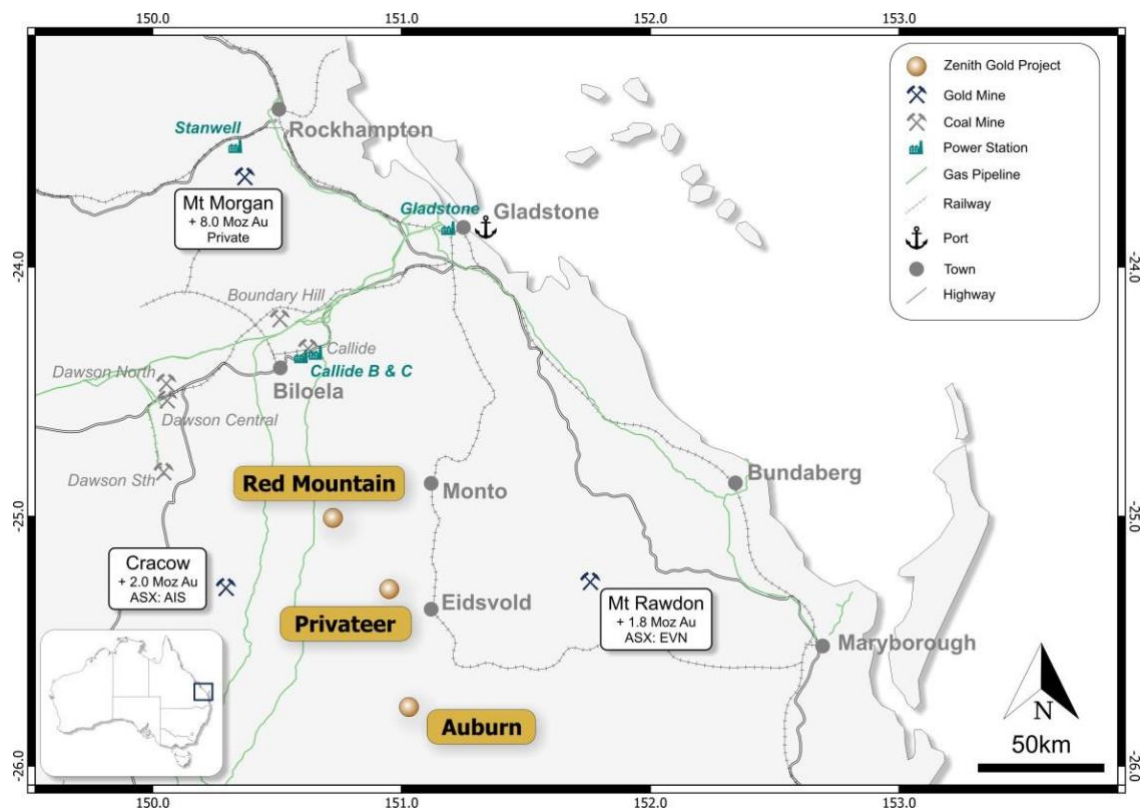 150.0
151.0
152.0
153.0
Zenith Gold Project
Gold Mine
Coal Mine
Power Station
Gas Pipeline
Railway
Port
Town
Highway
Stanwell
Rockhampton
Mt Morgan
+ 8.0 Moz Au
Private
Gladstone
Gladstone
-24.0
-24.0
Boundary Hill
Callide
Callide B & C
Dawson North
Biloela
Dawson Central
Dawson Sth
Red Mountain
Monto
Bundaberg
-25.0
-25.0
Cracow
+ 2.0 Moz Au
ASX: AIS
Privateer
Eidsvold
Mt Rawdon
+ 1.8 Moz Au
ASX: EVN
Maryborough
Auburn
N
50km
-26.0
-26.0
150.0
151.0
152.0
153.0